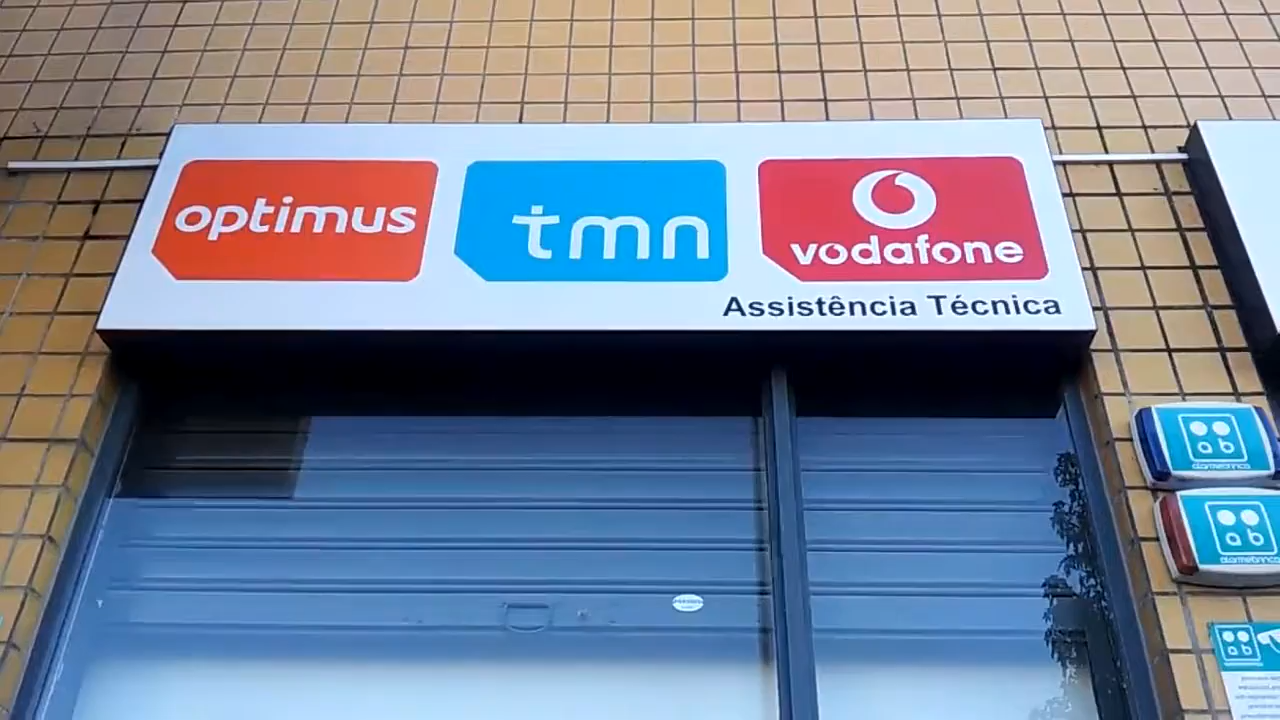 optimus
tmn
vodafone
Assistência Técnica
a b
a b
a b